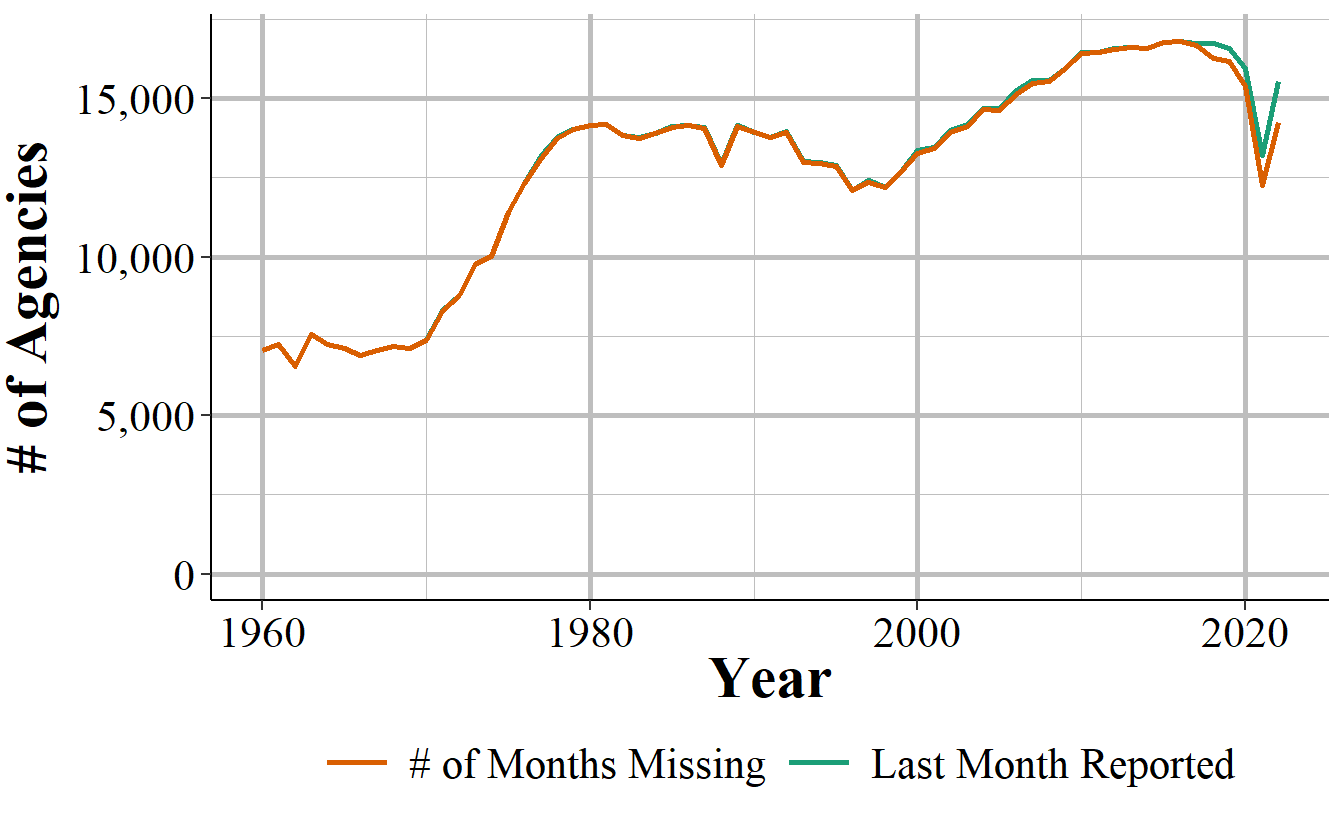 # of Agencies
15,000
10,000
5,000
0
1960 1980 2000 2020
Year
# of Months Missing Last Month Reported